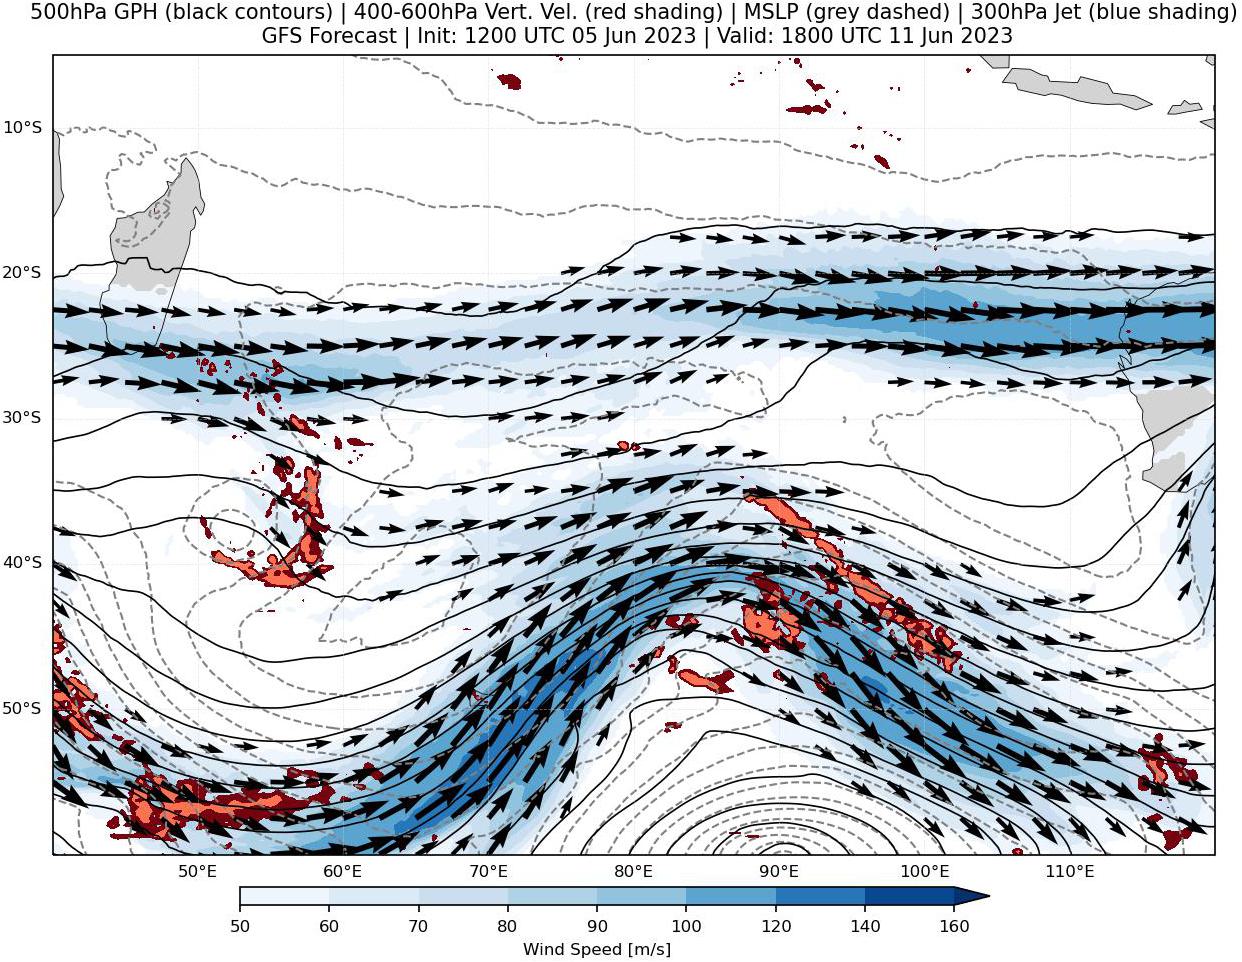 500hPa GPH (black contours) | 400-600hPa Vert. Vel. (red shading) | MSLP (grey dashed) | 300hPa Jet (blue shading)
GFS Forecast | Init: 1200 UTC 05 Jun 2023 | Valid: 1800 UTC 11 Jun 2023
10°S
20°S
30°S
40°S
50°S
50°E 60°E 70°E 80°E 90°E 100°E 110°E
50 60 70 80 90 100 120 140 160
Wind Speed [m/s]